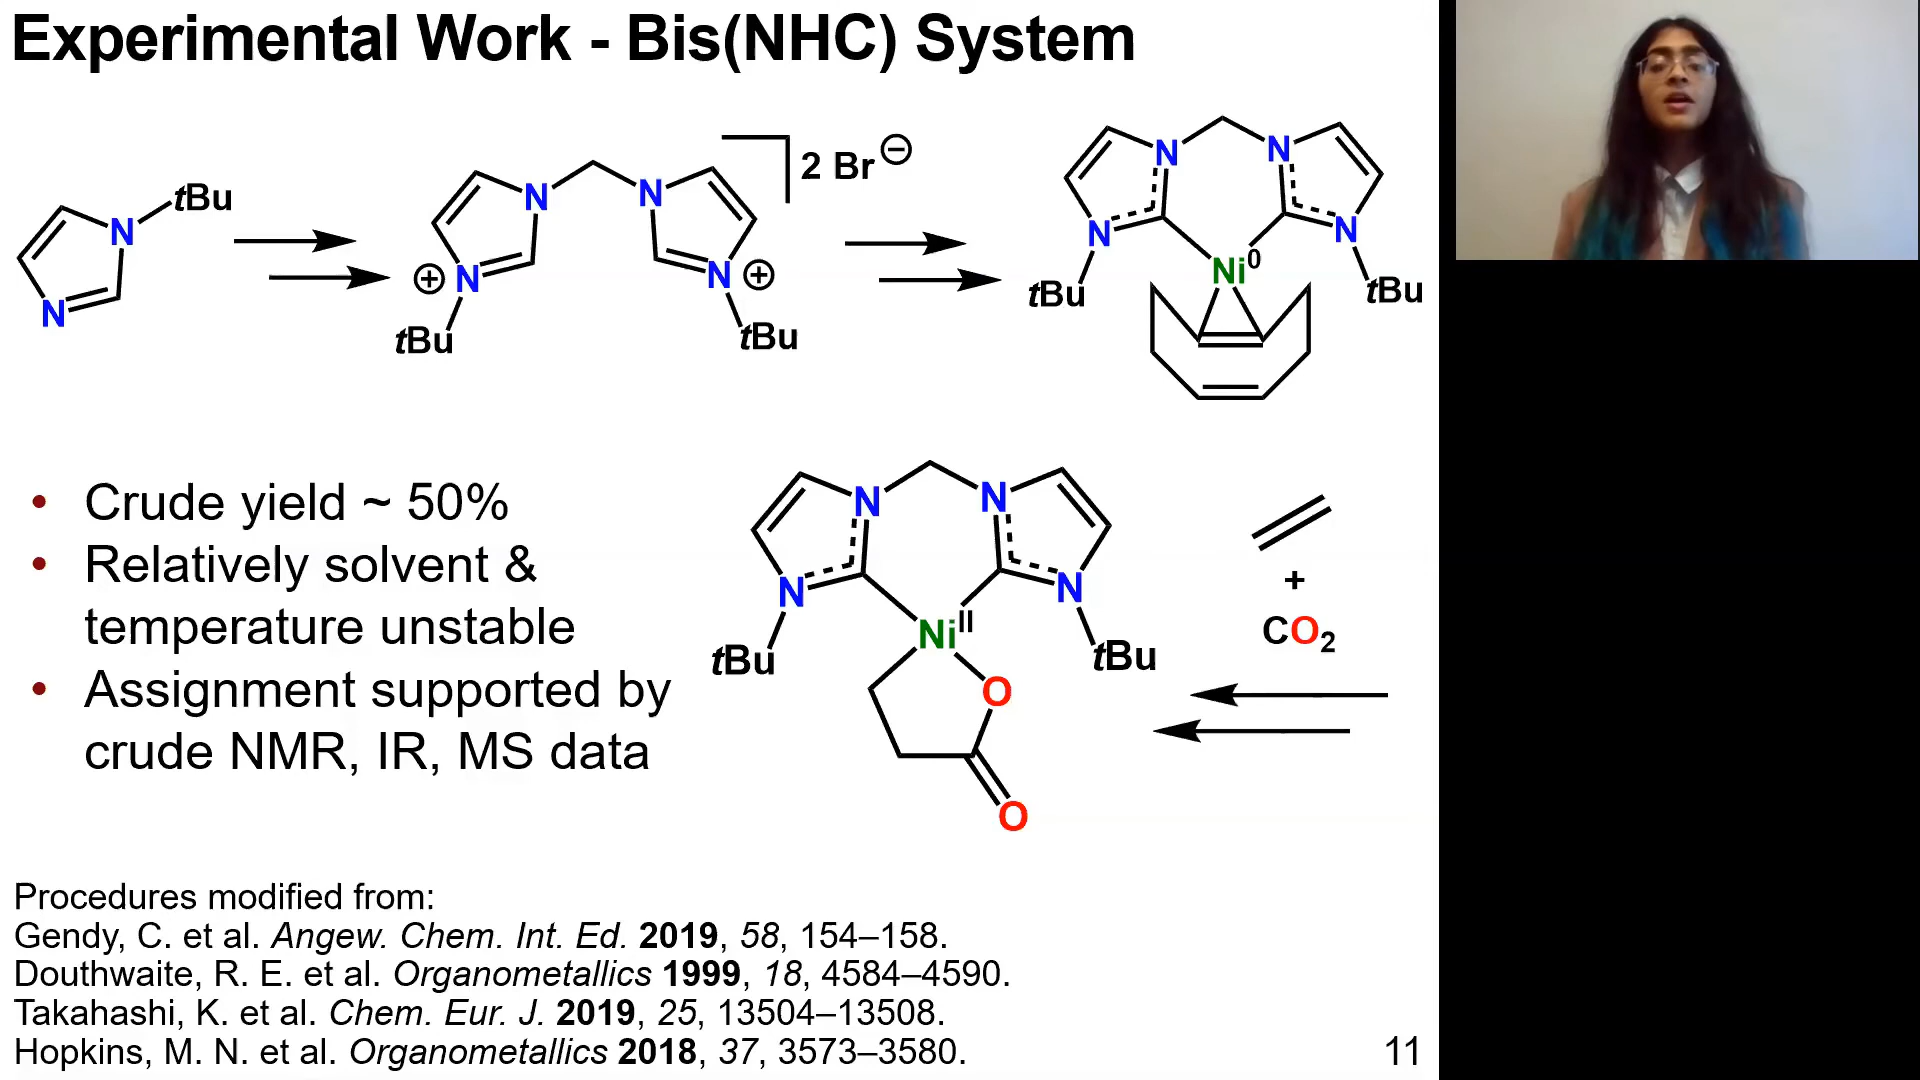 Experimental Work - Bis(NHC) System
N
tBu
N
N
N
2 Br⊖
⊕ N
N ⊕
tBu
tBu
N
N
N
N
tBu
Ni⁰
tBu
• Crude yield ~ 50%
• Relatively solvent &
temperature unstable
• Assignment supported by
crude NMR, IR, MS data
N
N
N
N
tBu
Niᴵᴵ
tBu
O
O
+
CO₂
Procedures modified from:
Gendy, C. et al. Angew. Chem. Int. Ed. 2019, 58, 154–158.
Douthwaite, R. E. et al. Organometallics 1999, 18, 4584–4590.
Takahashi, K. et al. Chem. Eur. J. 2019, 25, 13504–13508.
Hopkins, M. N. et al. Organometallics 2018, 37, 3573–3580.
11